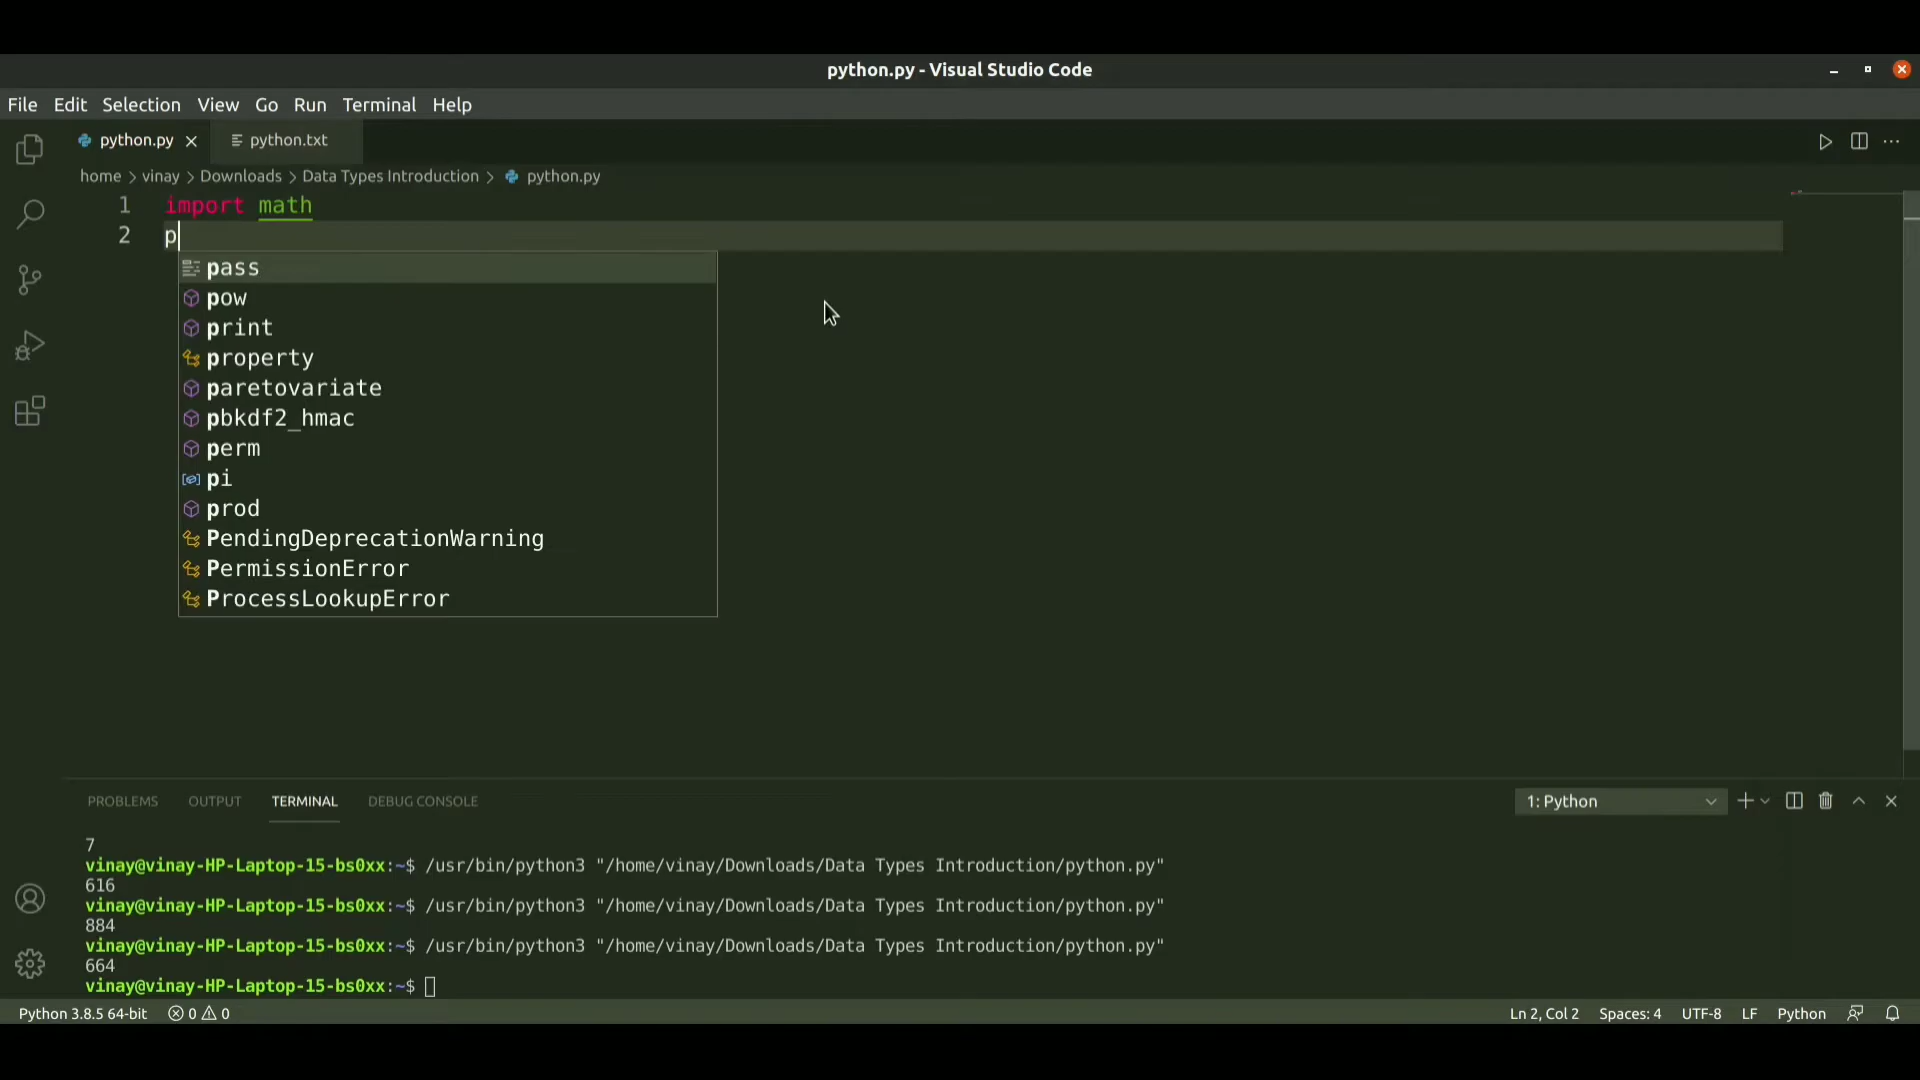 python.py - Visual Studio Code
File Edit Selection View Go Run Terminal Help
python.py python.txt
home > vinay > Downloads > Data Types Introduction > python.py
1 import math
2 p
pass
pow
print
property
paretovariate
pbkdf2_hmac
perm
pi
prod
PendingDeprecationWarning
PermissionError
ProcessLookupError
PROBLEMS OUTPUT TERMINAL DEBUG CONSOLE 1: Python
7
vinay@vinay-HP-Laptop-15-bs0xx:~$ /usr/bin/python3 "/home/vinay/Downloads/Data Types Introduction/python.py"
616
vinay@vinay-HP-Laptop-15-bs0xx:~$ /usr/bin/python3 "/home/vinay/Downloads/Data Types Introduction/python.py"
884
vinay@vinay-HP-Laptop-15-bs0xx:~$ /usr/bin/python3 "/home/vinay/Downloads/Data Types Introduction/python.py"
664
vinay@vinay-HP-Laptop-15-bs0xx:~$
Python 3.8.5 64-bit 0 0 Ln 2, Col 2 Spaces: 4 UTF-8 LF Python